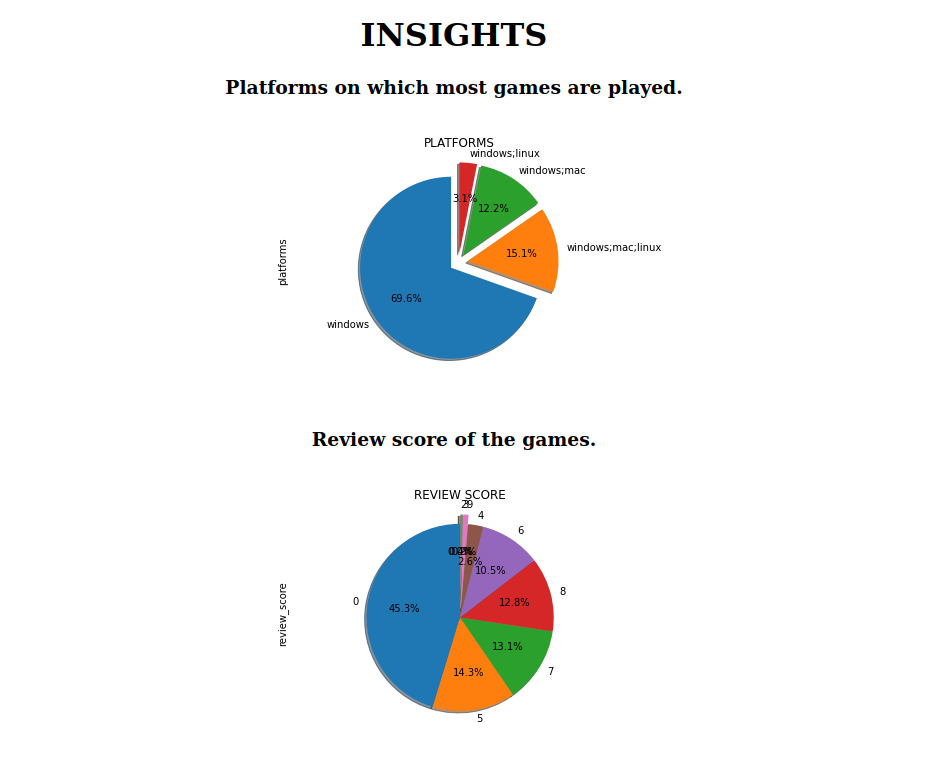 INSIGHTS
Platforms on which most games are played.
PLATFORMS
windows;linux
windows;mac
3.1%
12.2%
windows;mac;linux
15.1%
platforms
69.6%
windows
Review score of the games.
REVIEW SCORE
4
6
2.6%
10.5%
8
0
45.3%
12.8%
review_score
13.1%
7
14.3%
5